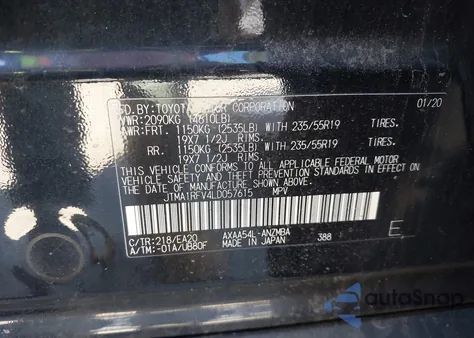 MFD.BY:TOYOTA MOTOR CORPORATION 01/20
GVWR:2090KG (4610LB)
GAWR:FRT. 1150KG (2535LB) WITH 235/55R19 TIRES.
19X7 1/2J RIMS.
RR. 1150KG (2535LB) WITH 235/55R19 TIRES.
19X7 1/2J RIMS.
THIS VEHICLE CONFORMS TO ALL APPLICABLE FEDERAL MOTOR
VEHICLE SAFETY AND THEFT PREVENTION STANDARDS IN EFFECT
ON THE DATE OF MANUFACTURE SHOWN ABOVE.
JTMA1RFV4LD057615 MPV
C/TR:218/EA20 AXAA54L-ANZMBA E
A/TM:-01A/UB80F MADE IN JAPAN 388
autoSnap